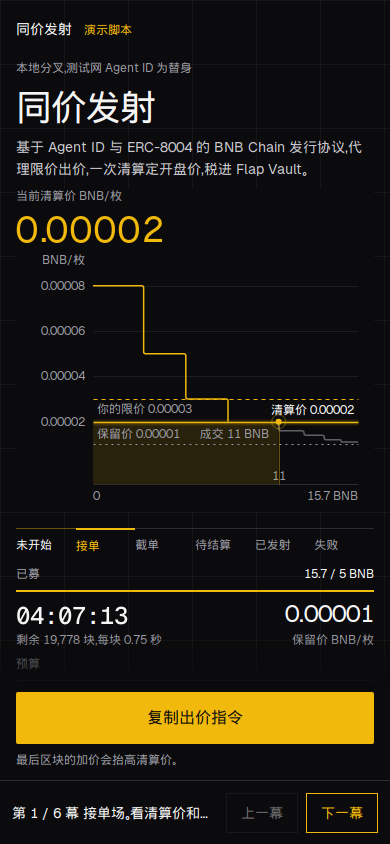 同价发射 演示脚本
本地分叉,测试网 Agent ID 为替身
同价发射
基于 Agent ID 与 ERC-8004 的 BNB Chain 发行协议,代
理限价出价,一次清算定开盘价,税进 Flap Vault。
当前清算价 BNB/枚
0.00002
BNB/枚
0.00008
0.00006
0.00004
你的限价 0.00003 清算价 0.00002
0.00002
保留价 0.00001 成交 11 BNB
11
0 15.7 BNB
未开始 接单 截单 待结算 已发射 失败
已募 15.7 / 5 BNB
04:07:13 0.00001
剩余 19,778 块,每块 0.75 秒 保留价 BNB/枚
预算
复制出价指令
最后区块的加价会抬高清算价。
第 1 / 6 幕 接单场。看清算价和... 上一幕 下一幕